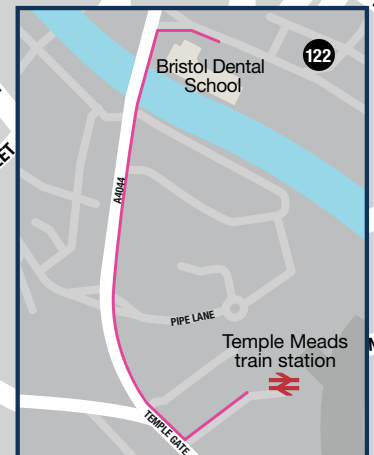 122
Bristol Dental
School
A4044
PIPE LANE
Temple Meads
train station
TEMPLE GATE